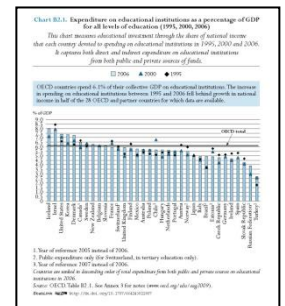 Chart B2.1. Expenditure on educational institutions as a percentage of GDP
for all levels of education (1995, 2000, 2006)
This chart measures educational investment through the share of national income
that each country devotes to spending on educational institutions in 1995, 2000 and 2006.
It captures both direct and indirect expenditure on educational institutions
from both public and private sources of funds.
2006 2000 1995
OECD countries spend 6.1% of their collective GDP on educational institutions. The increase
in spending on educational institutions between 1995 and 2006 fell behind growth in national
income in half of the 28 OECD and partner countries for which data are available.
% of GDP
OECD total
Iceland
Israel
United States
Korea
Denmark
Canada
Sweden
New Zealand
Belgium
Slovenia
France
Finland
United Kingdom
Mexico
Australia
Poland
Chile
Hungary
Netherlands
Portugal
Austria
Norway
Japan
Italy
Brazil
Estonia
Czech Republic
Germany
Ireland
Spain
Slovak Republic
Russian Federation
Turkey
1. Year of reference 2005 instead of 2006.
2. Public expenditure only (for Switzerland, in tertiary education only).
3. Year of reference 2007 instead of 2006.
Countries are ranked in descending order of total expenditure from both public and private sources on educational
institutions in 2006.
Source: OECD. Table B2.1. See Annex 3 for notes (www.oecd.org/edu/eag2009).